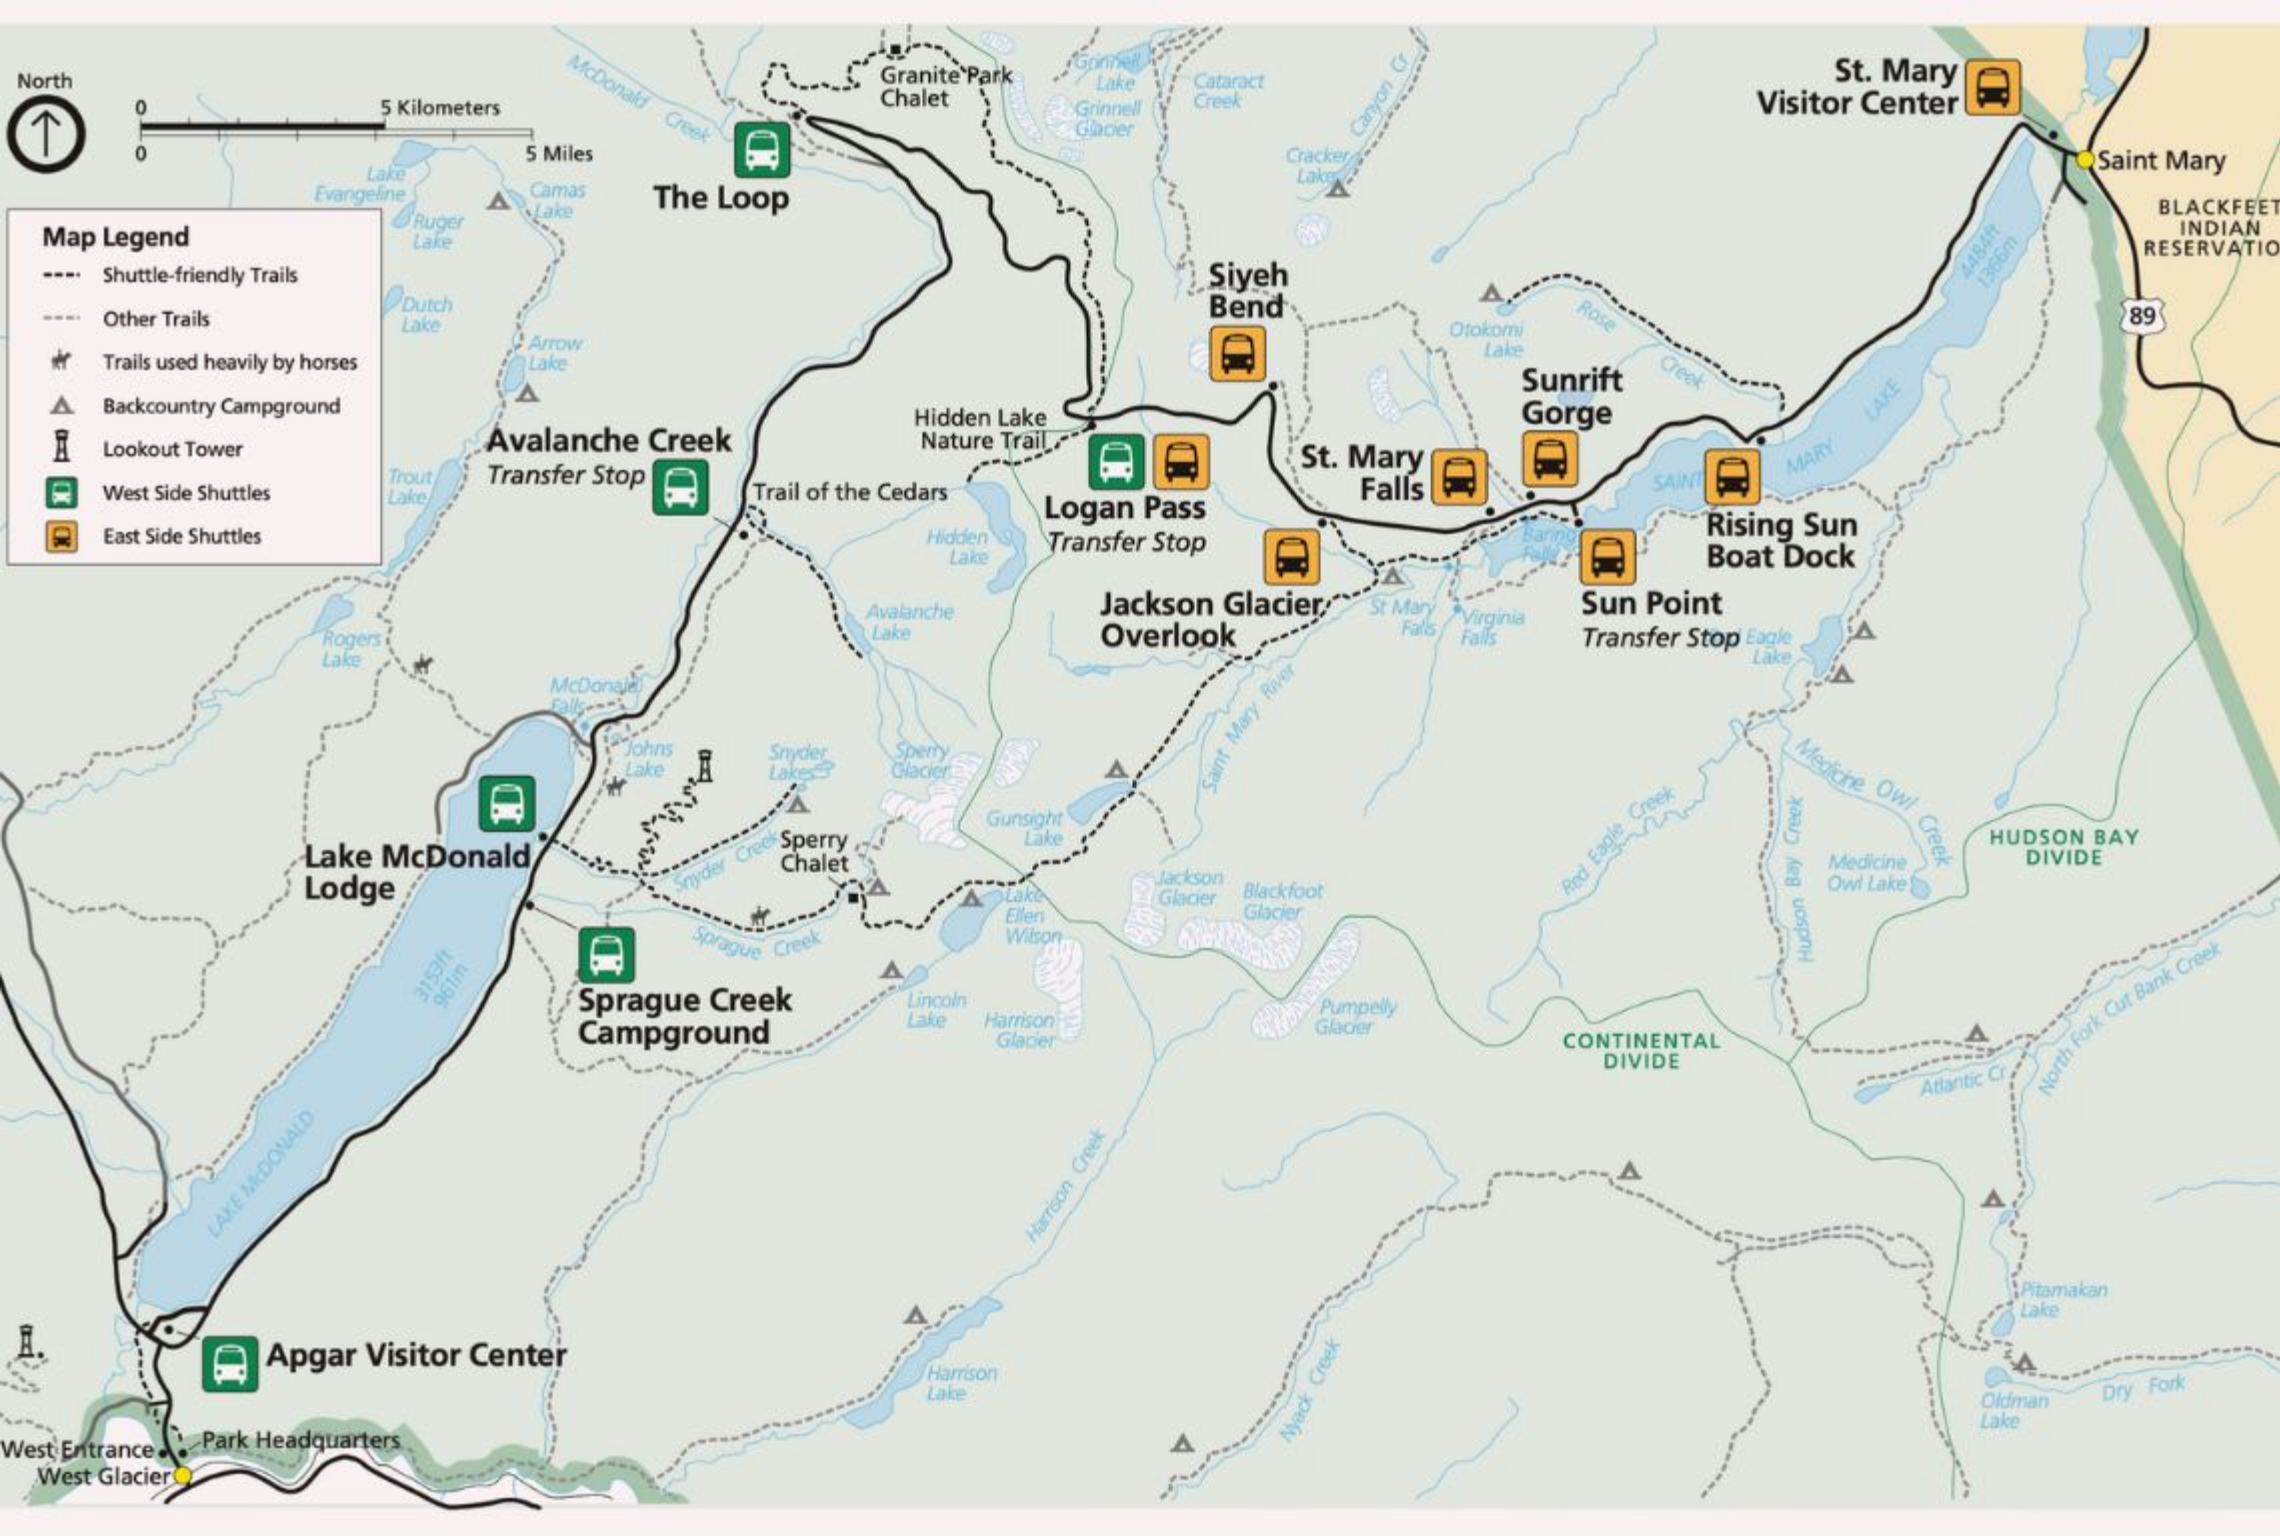 North
0
5 Kilometers
0
5 Miles
Map Legend
Shuttle-friendly Trails
Other Trails
Trails used heavily by horses
Backcountry Campground
Lookout Tower
West Side Shuttles
East Side Shuttles
McDonald
Creek
Granite Park
Chalet
Grinnell
Lake
Grinnell
Glacier
Cataract
Creek
Canyon Cr
Cracker
Lake
St. Mary
Visitor Center
Saint Mary
BLACKFEET
INDIAN
RESERVATIO
89
4484ft
1366m
Lake
Evangeline
Camas
Lake
Ruger
Lake
The Loop
Dutch
Lake
Arrow
Lake
Siyeh
Bend
Otokomi
Lake
Rose
Creek
Sunrift
Gorge
Hidden Lake
Nature Trail
Avalanche Creek
Transfer Stop
Trail of the Cedars
Trout
Lake
St. Mary
Falls
SAINT
MARY
LAKE
Logan Pass
Transfer Stop
Hidden
Lake
Rising Sun
Boat Dock
Baring
Falls
Jackson Glacier
Overlook
Sun Point
Transfer Stop
St Mary
Falls
Virginia
Falls
Eagle
Lake
Avalanche
Lake
Rogers
Lake
McDonald
Falls
Johns
Lake
Snyder
Lakes
Sperry
Glacier
Saint Mary River
Gunsight
Lake
Lake McDonald
Lodge
Snyder Creek
Sperry
Chalet
Sprague Creek
Lake
Ellen
Wilson
Jackson
Glacier
Blackfoot
Glacier
Red Eagle Creek
Hudson Bay Creek
Medicine Owl Creek
Medicine
Owl Lake
HUDSON BAY
DIVIDE
3153ft
961m
Sprague Creek
Campground
Lincoln
Lake
Harrison
Glacier
Pumpelly
Glacier
CONTINENTAL
DIVIDE
North Fork Cut Bank Creek
Atlantic Cr
LAKE McDONALD
Harrison Creek
Pitamakan
Lake
Apgar Visitor Center
Harrison
Lake
Nyack Creek
Oldman
Lake
Dry Fork
West Entrance
Park Headquarters
West Glacier